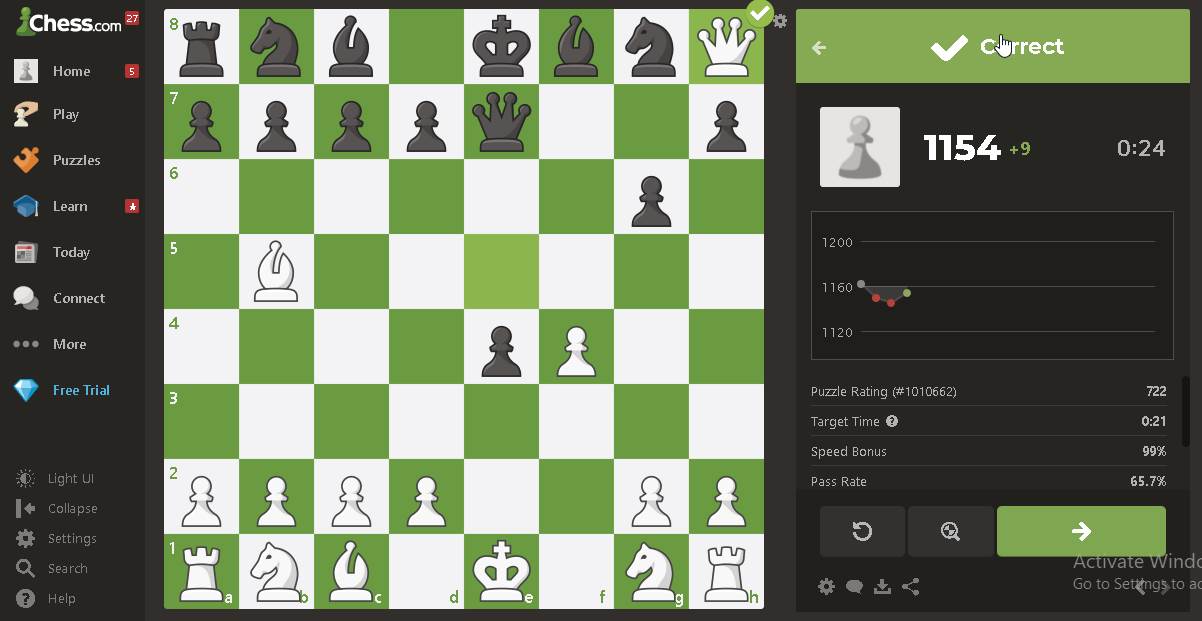 Chess.com 27
Home 5
Play
Puzzles
Learn
Today
Connect
More
Free Trial
Light UI
Collapse
Settings
Search
Help
8
7
6
5
4
3
2
1
a b c d e f g h
Correct
1154 +9 0:24
1200
1160
1120
Puzzle Rating (#1010662) 722
Target Time ? 0:21
Speed Bonus 99%
Pass Rate 65.7%
Activate Windo
Go to Settings to ac